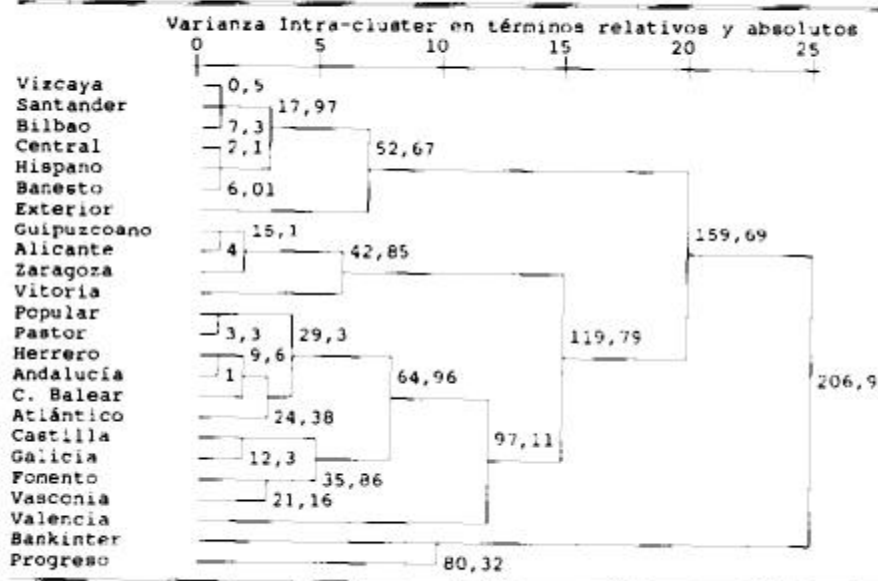 Varianza Intra-cluster en términos relativos y absolutos
0 5 10 15 20 25
Vizcaya 0,5
Santander 17,97
Bilbao 7,3
Central 2,1 52,67
Hispano
Banesto 6,01
Exterior
Guipuzcoano 15,1 159,69
Alicante 4 42,85
Zaragoza
Vitoria
Popular
Pastor 3,3 29,3 119,79
Herrero 9,6
Andalucía 1 64,96 206,9
C. Balear
Atlántico 24,38
Castilla 97,11
Galicia 12,3
Fomento 35,86
Vasconia 21,16
Valencia
Bankinter
Progreso 80,32